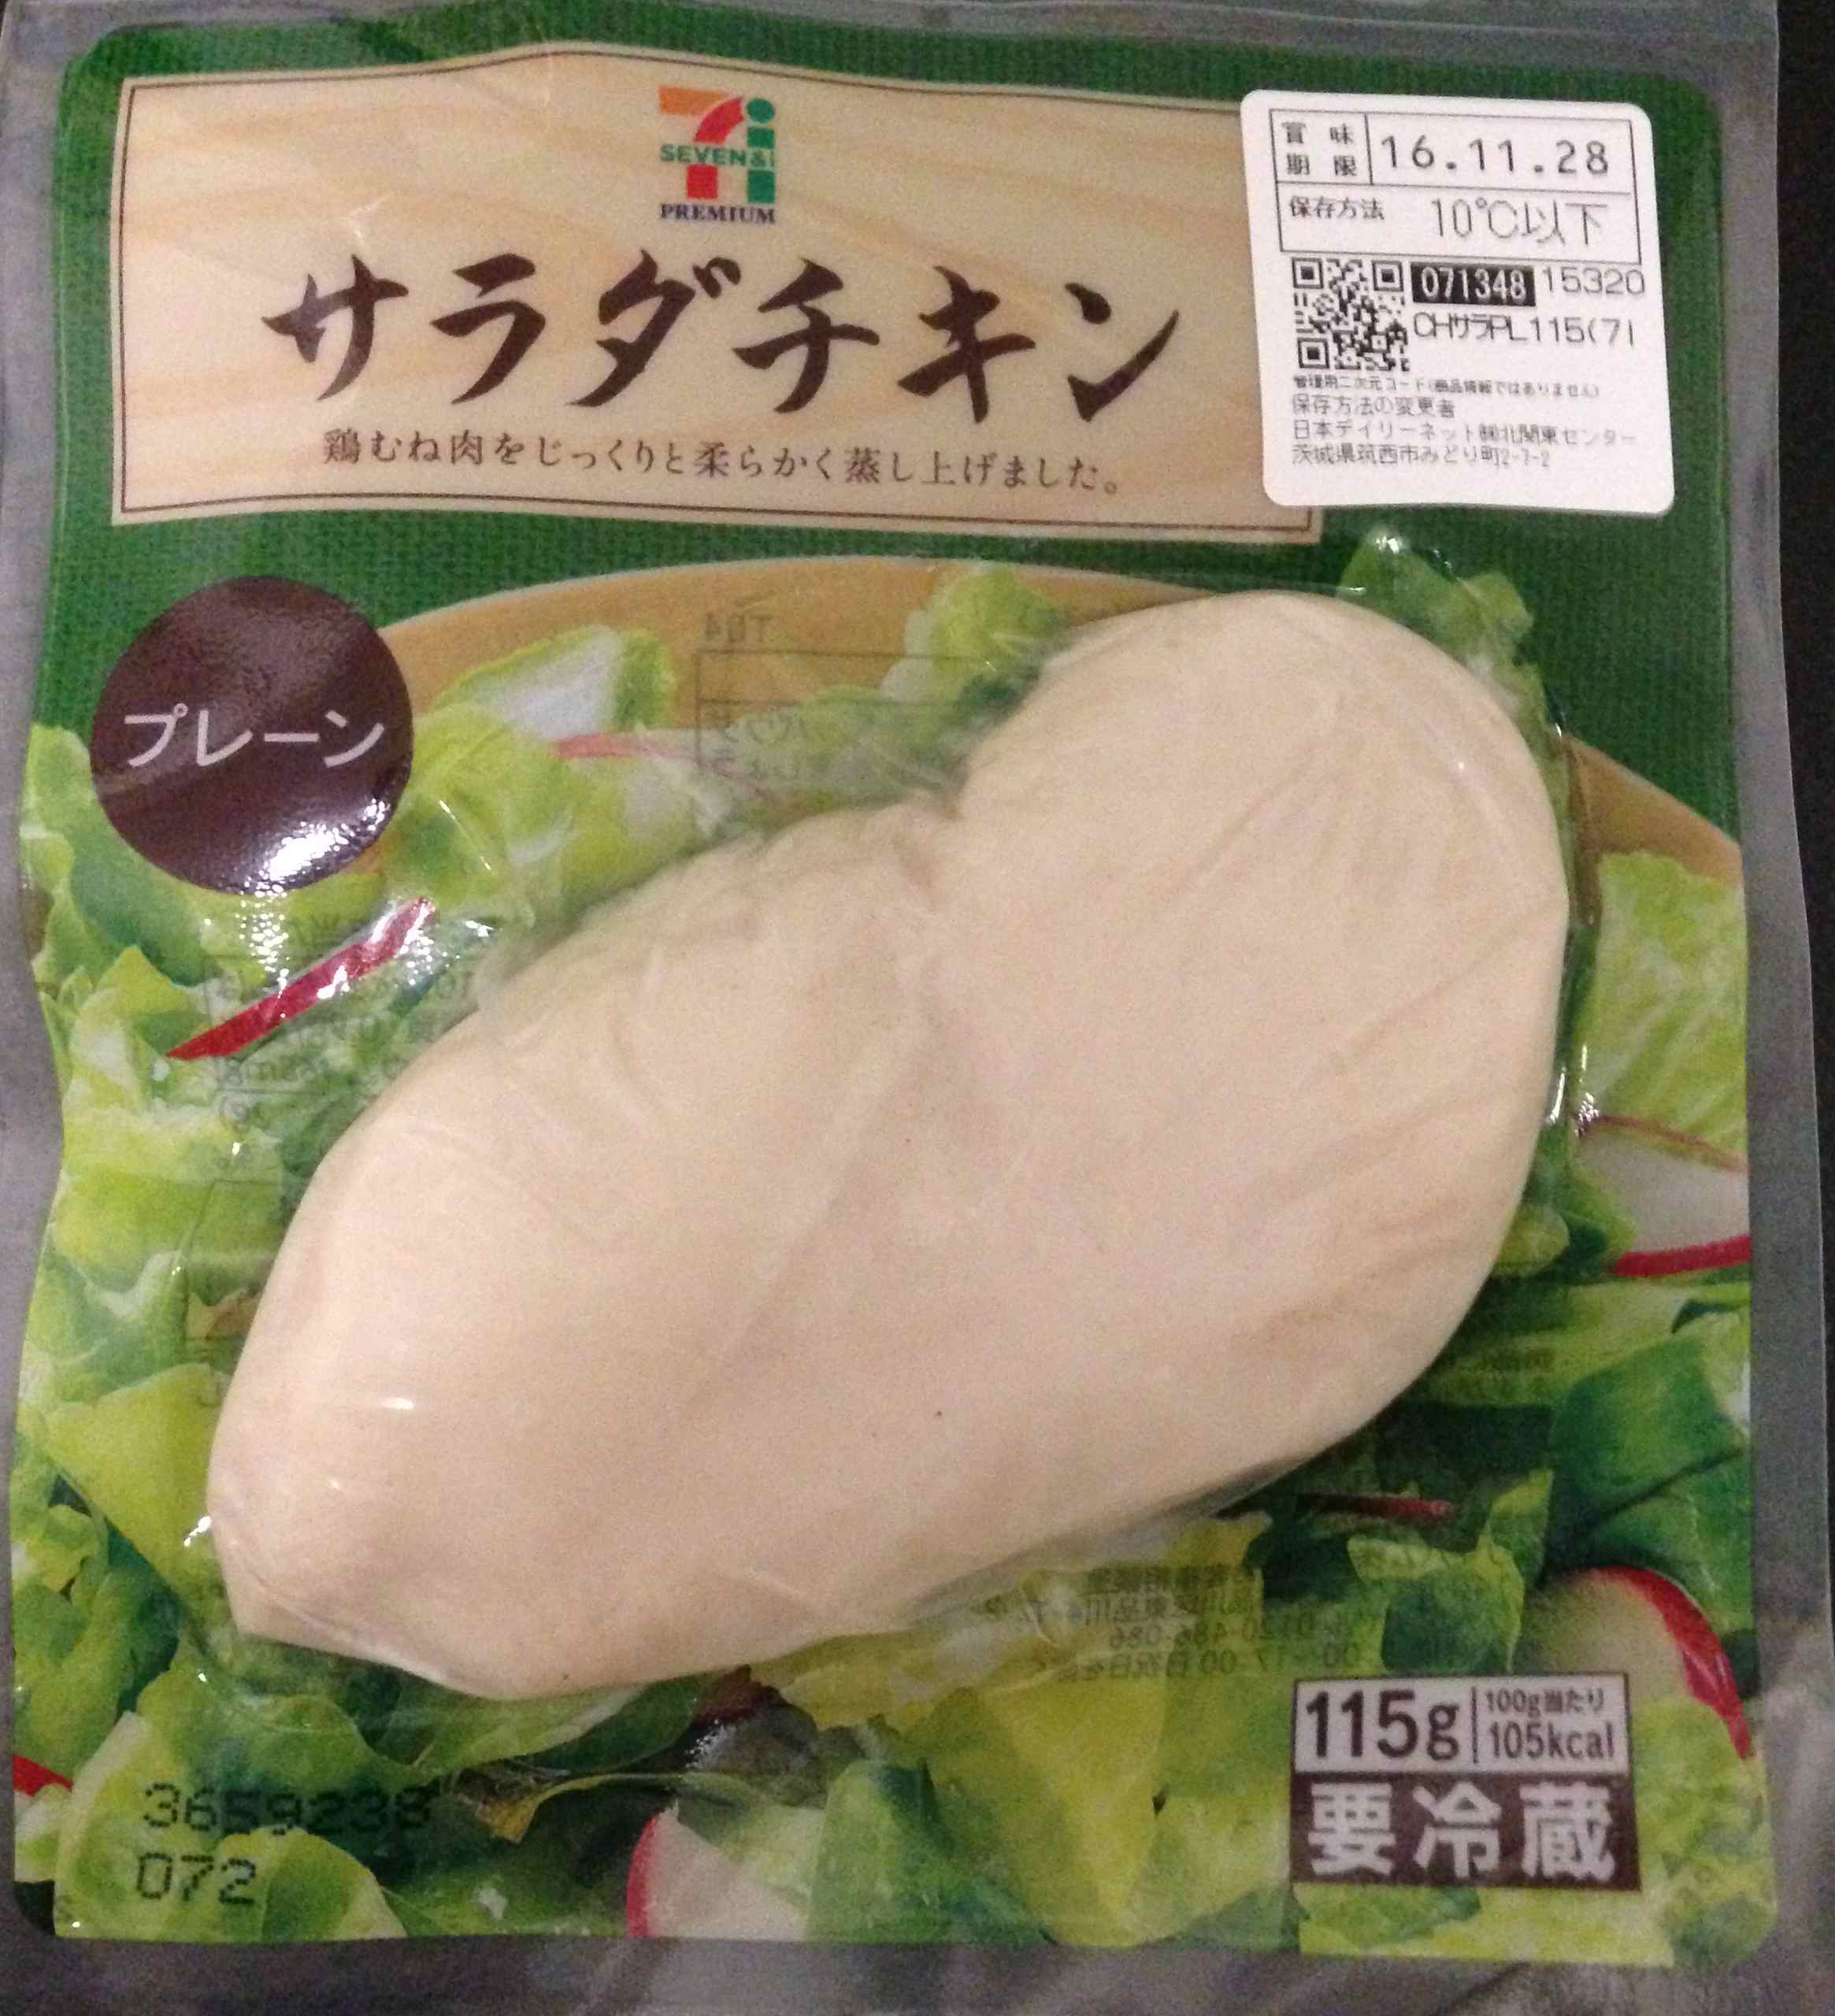 SEVEN&i
PREMIUM
サラダチキン
鶏むね肉をじっくりと柔らかく蒸し上げました。
賞味期限 16.11.28
保存方法 10℃以下
071348 15320
CHサラPL115(7|
管理用二次元コード(商品情報ではありません)
保存方法の変更者
日本デイリーネット㈱北関東センター
茨城県筑西市みどり町2-7-2
プレーン
115g 100g当たり
105kcal
要冷蔵
3659238
072